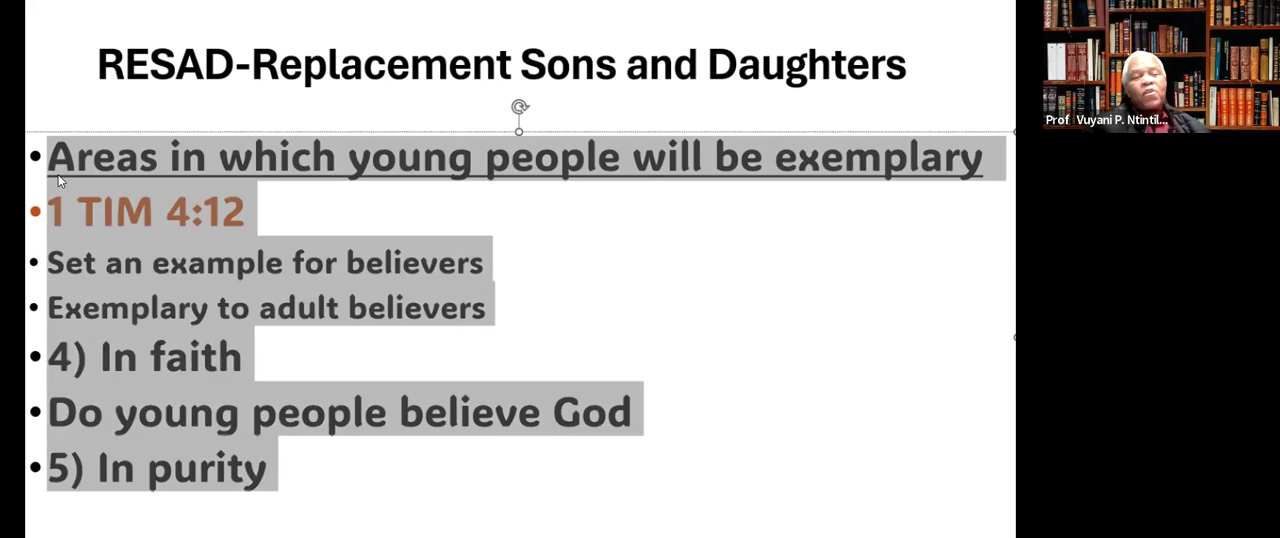 RESAD-Replacement Sons and Daughters
• Areas in which young people will be exemplary
• 1 TIM 4:12
• Set an example for believers
• Exemplary to adult believers
• 4) In faith
• Do young people believe God
• 5) In purity
Prof Vuyani P. Ntintil...